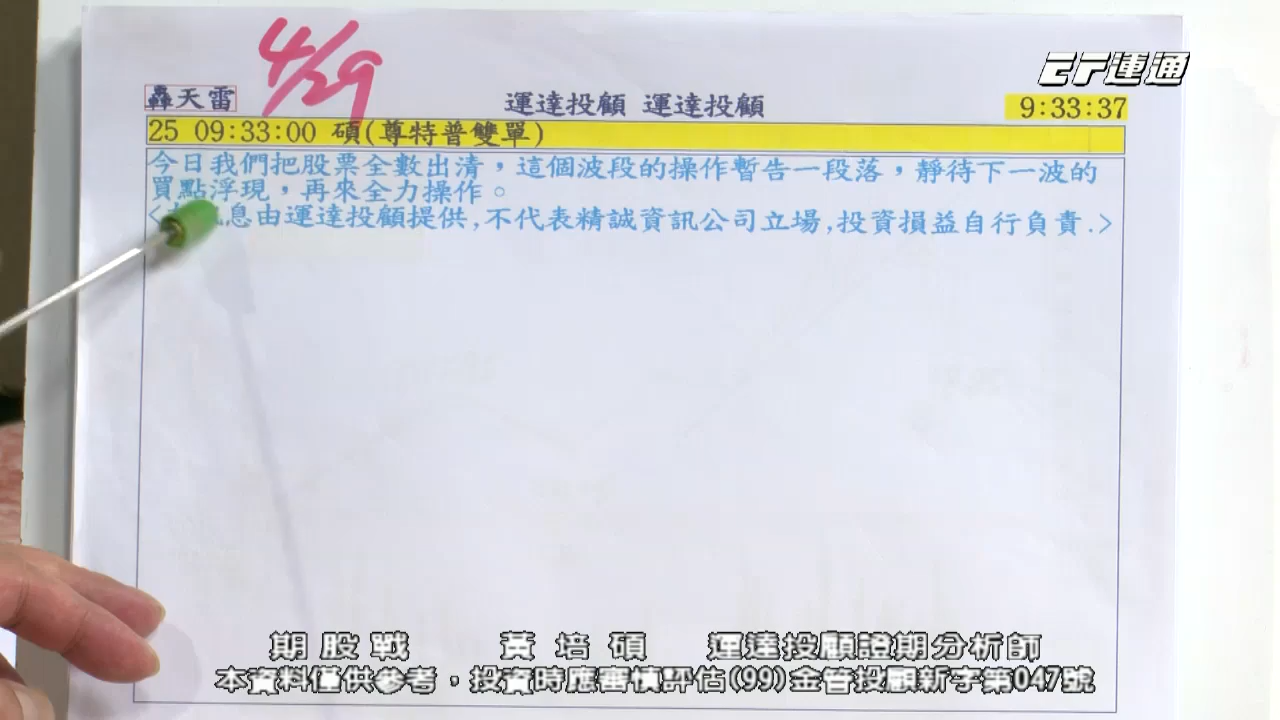 4/29
ET運通
轟天雷 運達投顧 運達投顧 9:33:37
25 09:33:00 碩(尊特普雙單)
今日我們把股票全數出清，這個波段的操作暫告一段落，靜待下一波的
買點浮現，再來全力操作。
息由運達投顧提供,不代表精誠資訊公司立場,投資損益自行負責.>
期股戰 黃培碩 運達投顧證期分析師
本資料僅供參考，投資時應審慎評估(99)金管投顧新字第047號